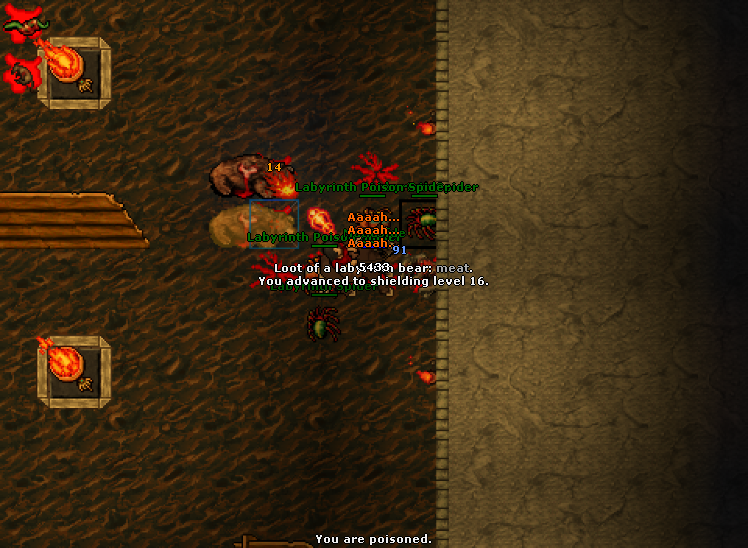 14
Labyrinth Poison Spider
Aaaah...
Aaaah...
Aaaah.
91
Loot of a labyrinth bear: meat.
You advanced to shielding level 16.
You are poisoned.